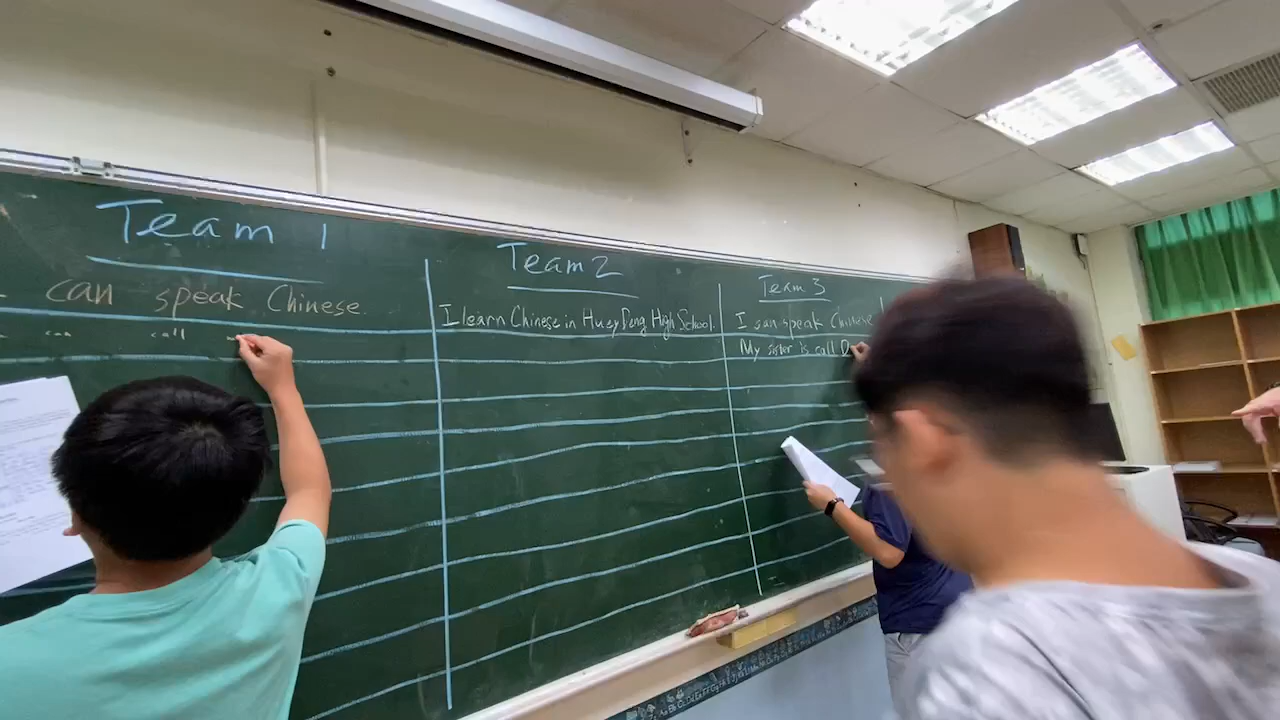 Team 1
can speak Chinese.
can call
Team 2
I learn Chinese in Huey Deng High School.
Team 3
I can speak Chinese
My sister is call D